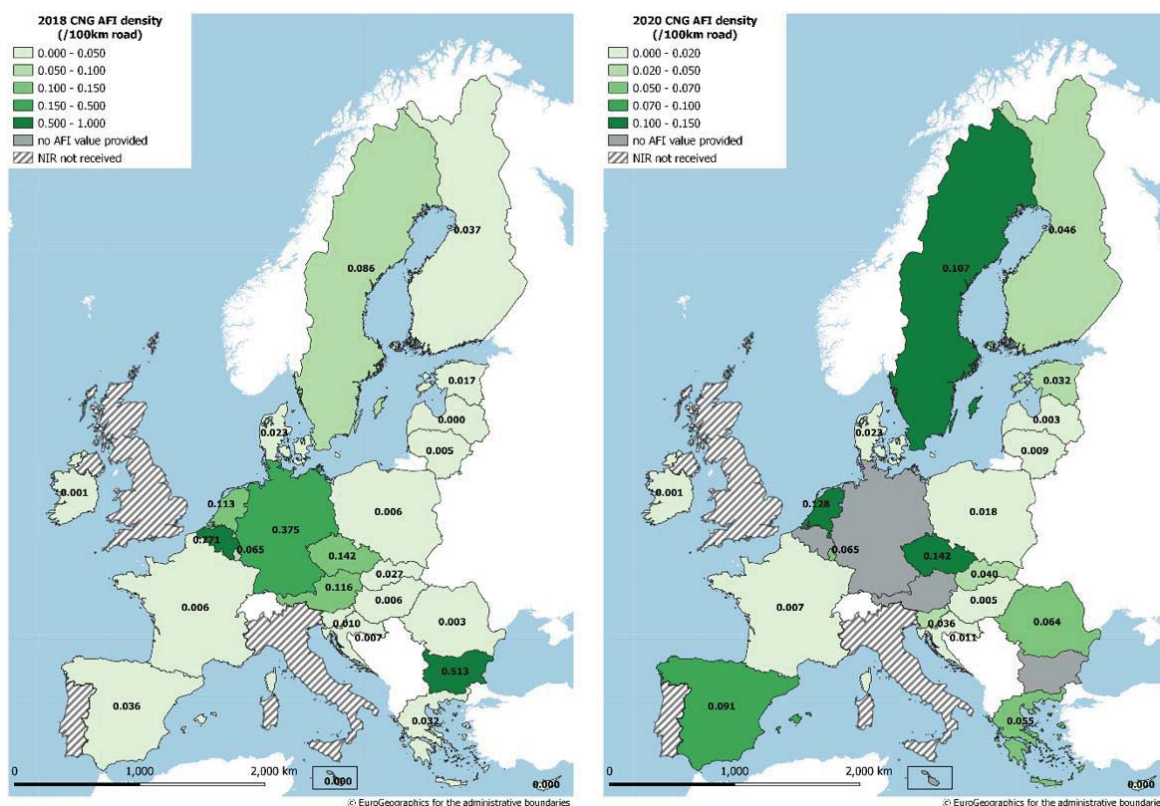 2018 CNG AFI density
(/100km road)
0.000 - 0.050
0.050 - 0.100
0.100 - 0.150
0.150 - 0.500
0.500 - 1.000
no AFI value provided
NIR not received
0.037
0.086
0.017
0.000
0.023
0.005
0.001
0.113
0.006
0.375
0.771
0.065
0.142
0.027
0.116
0.006
0.006
0.010
0.003
0.007
0.513
0.036
0.032
0 1,000 2,000 km
0.000
0.000
© EuroGeographics for the administrative boundaries
2020 CNG AFI density
(/100km road)
0.000 - 0.020
0.020 - 0.050
0.050 - 0.070
0.070 - 0.100
0.100 - 0.150
no AFI value provided
NIR not received
0.046
0.107
0.032
0.003
0.023
0.009
0.001
0.128
0.018
0.065
0.142
0.040
0.007
0.005
0.036
0.064
0.011
0.091
0.055
0 1,000 2,000 km
0.000
© EuroGeographics for the administrative boundaries